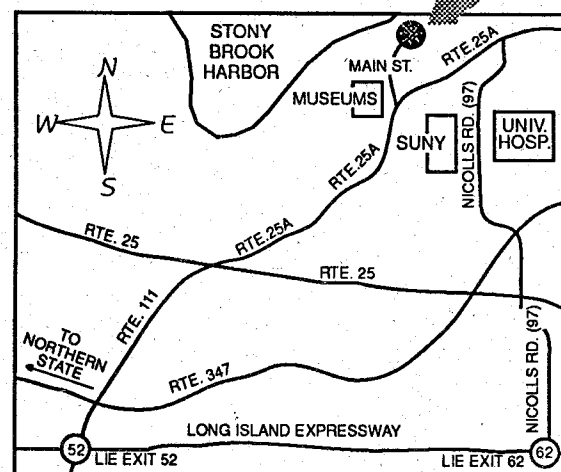 STONY
BROOK
HARBOR
RTE.25A
MAIN ST.
MUSEUMS
N
W
E
S
SUNY
NICOLLS RD. (97)
UNIV.
HOSP.
RTE.25A
RTE.25A
RTE. 25
RTE. 25
RTE. 111
TO
NORTHERN
STATE
RTE. 347
NICOLLS RD. (97)
LONG ISLAND EXPRESSWAY
52
LIE EXIT 52
LIE EXIT 62
62